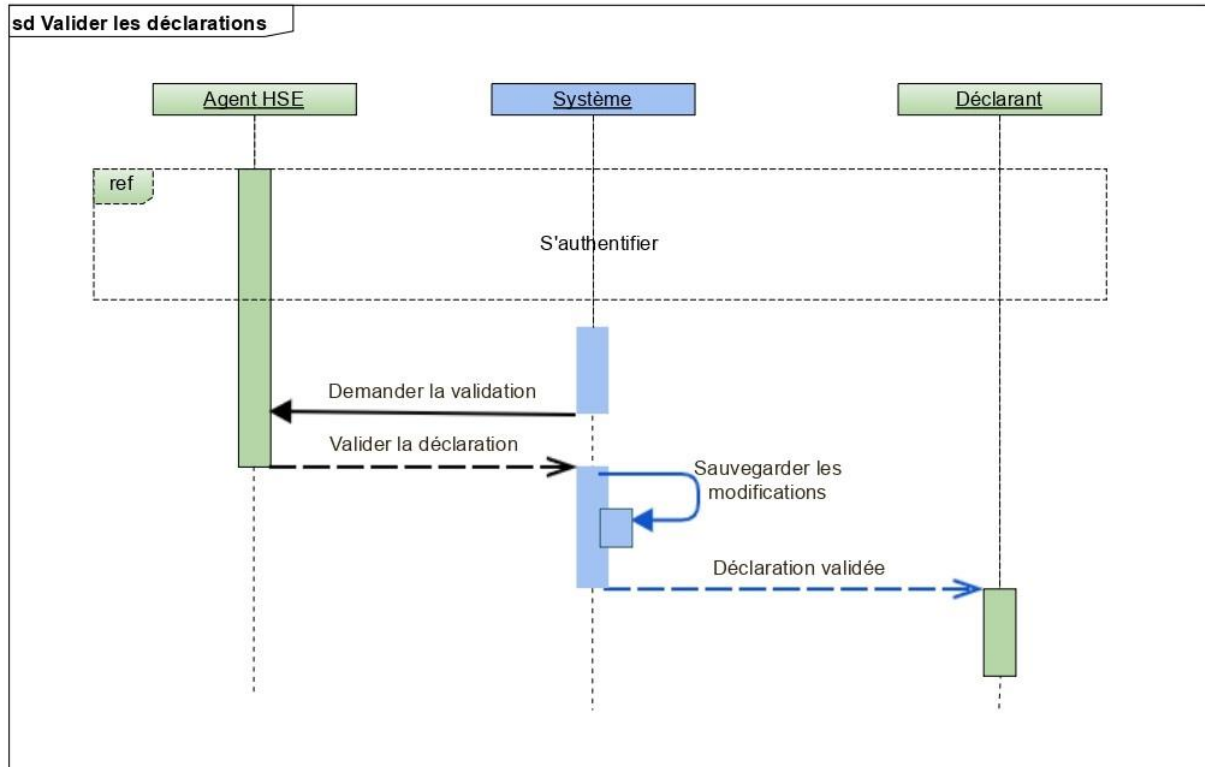 sd Valider les déclarations
Agent HSE
Système
Déclarant
ref
S'authentifier
Demander la validation
Valider la déclaration
Sauvegarder les
modifications
Déclaration validée